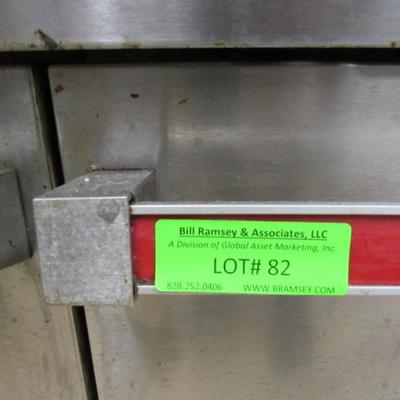 Bill Ramsey & Associates, LLC
A Division of Global Asset Marketing, Inc.
LOT# 82
828.252.0406 WWW.BRAMSEY.COM